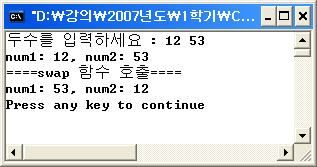 "D:\강의\2007년도\1학기\C...
두수를 입력하세요 : 12 53
num1: 12, num2: 53
====swap 함수 호출====
num1: 53, num2: 12
Press any key to continue